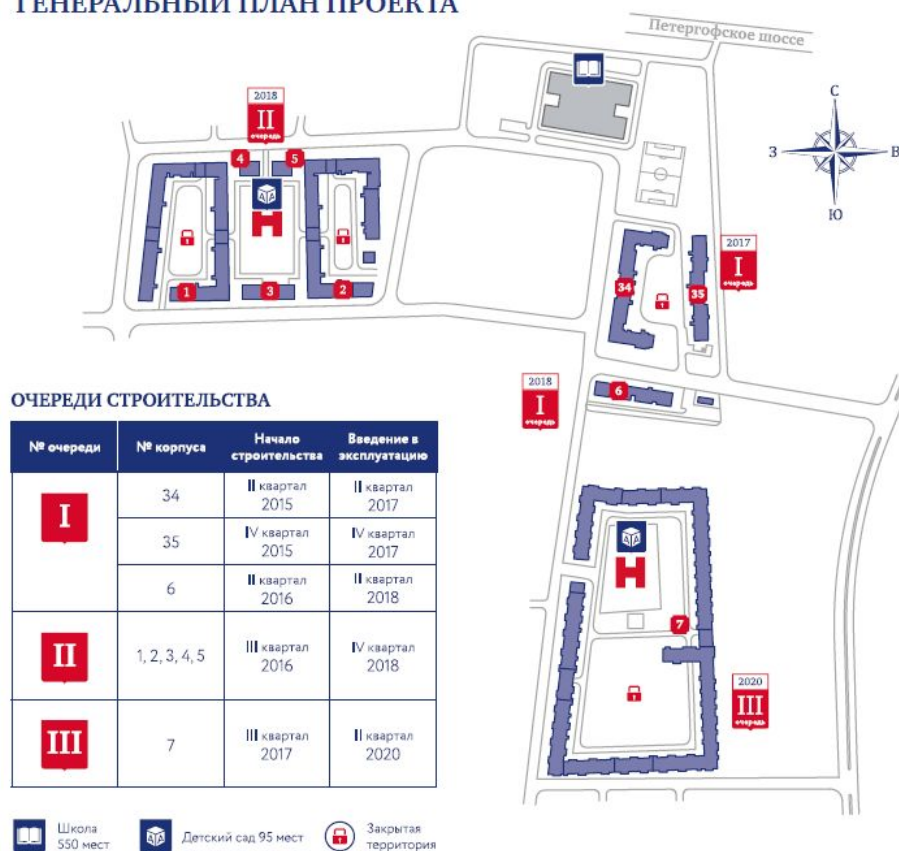 ГЕНЕРАЛЬНЫЙ ПЛАН ПРОЕКТА
Петергофское шоссе
С
З
В
Ю
2018
II
очередь
4
5
1
3
2
2017
I
очередь
34
35
2018
I
очередь
6
7
2020
III
очередь
ОЧЕРЕДИ СТРОИТЕЛЬСТВА
№ очереди № корпуса Начало строительства Введение в эксплуатацию
I
34 II квартал 2015 II квартал 2017
35 IV квартал 2015 IV квартал 2017
6 II квартал 2016 II квартал 2018
II 1, 2, 3, 4, 5 III квартал 2016 IV квартал 2018
III 7 III квартал 2017 II квартал 2020
Школа 550 мест
Детский сад 95 мест
Закрытая территория